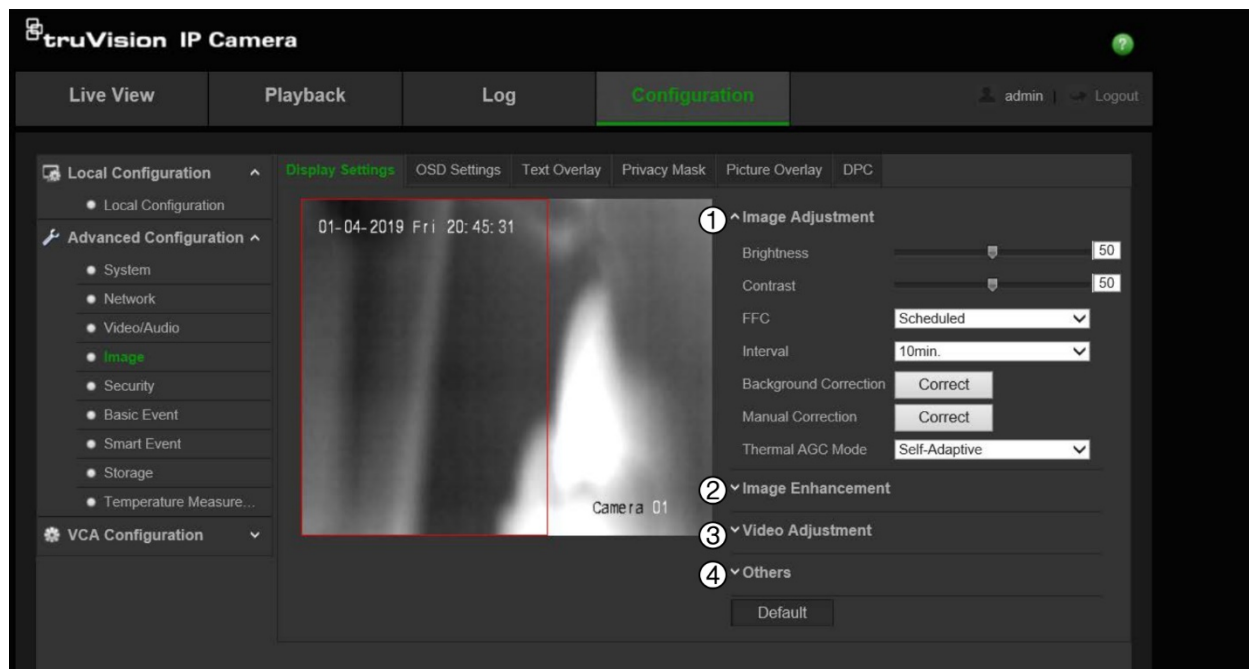 truVision IP Camera
?
Live View Playback Log Configuration admin | Logout
Local Configuration
Local Configuration
Advanced Configuration
System
Network
Video/Audio
Image
Security
Basic Event
Smart Event
Storage
Temperature Measure...
VCA Configuration
Display Settings OSD Settings Text Overlay Privacy Mask Picture Overlay DPC
01-04-2019 Fri 20:45:31
Camera 01
1 Image Adjustment
Brightness 50
Contrast 50
FFC Scheduled
Interval 10min.
Background Correction Correct
Manual Correction Correct
Thermal AGC Mode Self-Adaptive
2 Image Enhancement
3 Video Adjustment
4 Others
Default